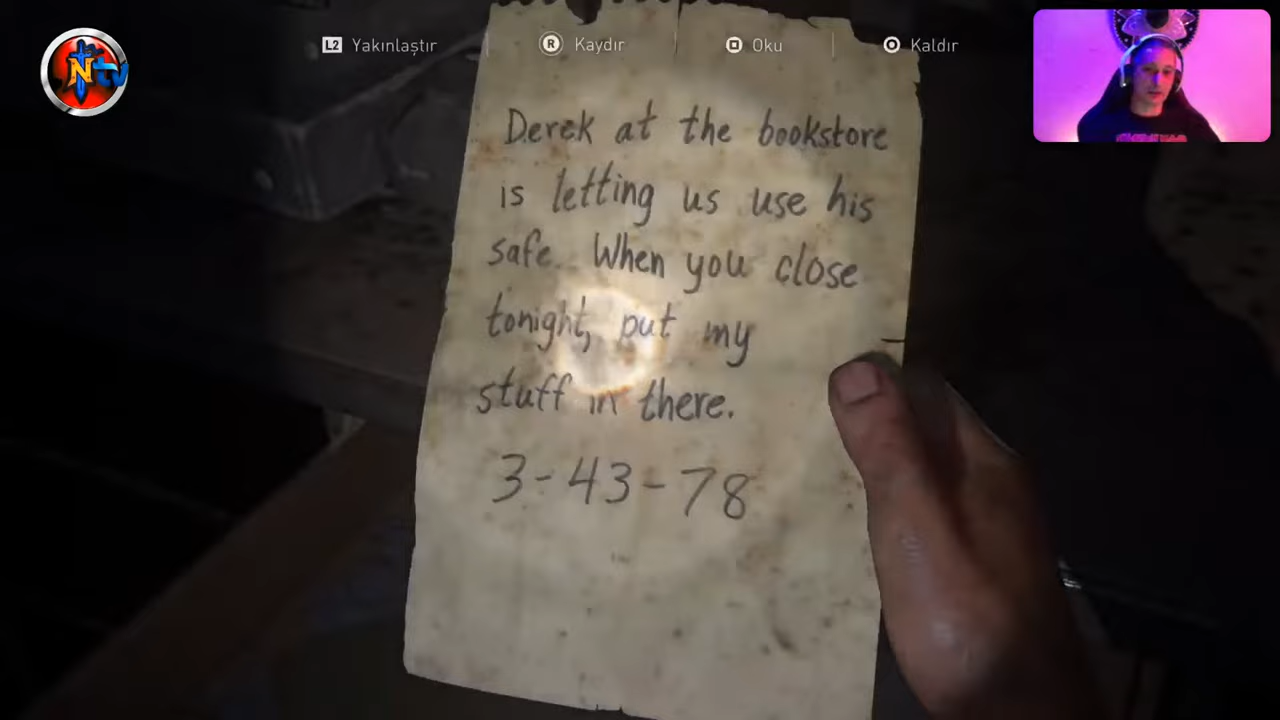 L2 Yakınlaştır R Kaydır Oku Kaldır
N tv
Derek at the bookstore
is letting us use his
safe. When you close
tonight, put my
stuff in there.
3-43-78